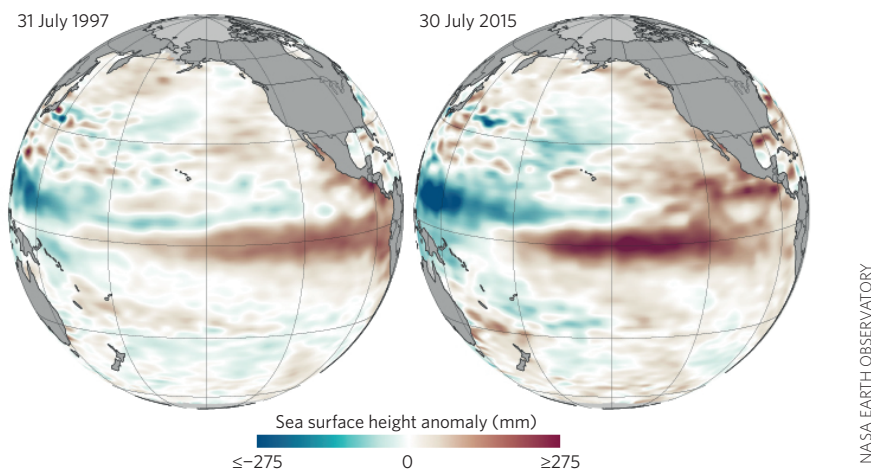 31 July 1997
30 July 2015
Sea surface height anomaly (mm)
≤−275
0
≥275
NASA EARTH OBSERVATORY